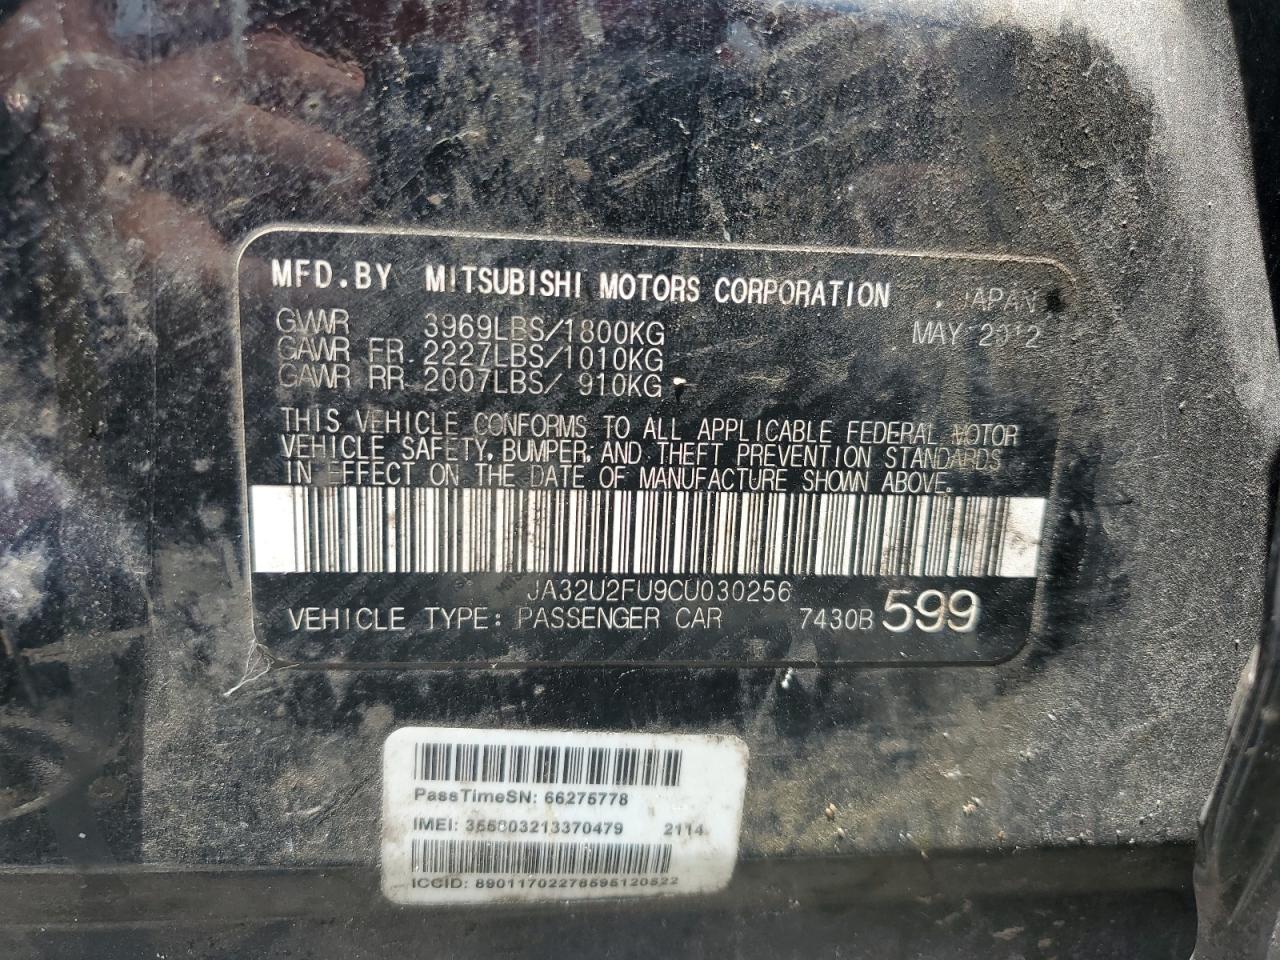 MFD.BY MITSUBISHI MOTORS CORPORATION JAPAN
GVWR 3969LBS/1800KG MAY 2012
GAWR FR 2227LBS/1010KG
GAWR RR 2007LBS/ 910KG
THIS VEHICLE CONFORMS TO ALL APPLICABLE FEDERAL MOTOR
VEHICLE SAFETY, BUMPER, AND THEFT PREVENTION STANDARDS
IN EFFECT ON THE DATE OF MANUFACTURE SHOWN ABOVE.
JA32U2FU9CU030256
VEHICLE TYPE: PASSENGER CAR 7430B 599
PassTimeSN: 66275778
IMEI: 2114
ICCID: